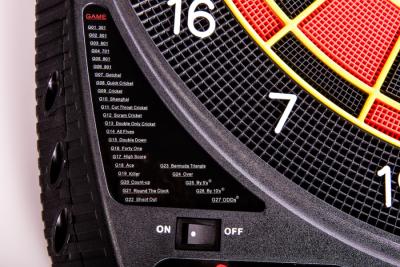 GAME
G01 301
G02 501
G03 601
G04 701
G05 801
G06 901
G07 Gotcha!
G08 Quick Cricket
G09 Cricket
G10 Shanghai
G11 Cut Throat Cricket
G12 Scram Cricket
G13 Double Only Cricket
G14 All Fives
G15 Double Down
G16 Forty One
G17 High Score
G18 Ace
G19 Killer
G20 Count-up
G21 Round The Clock
G22 Shoot Out
G23 Bermuda Triangle
G24 Over
G25 By 5's
G26 By 10's
G27 ODDs
ON OFF
16
7
19